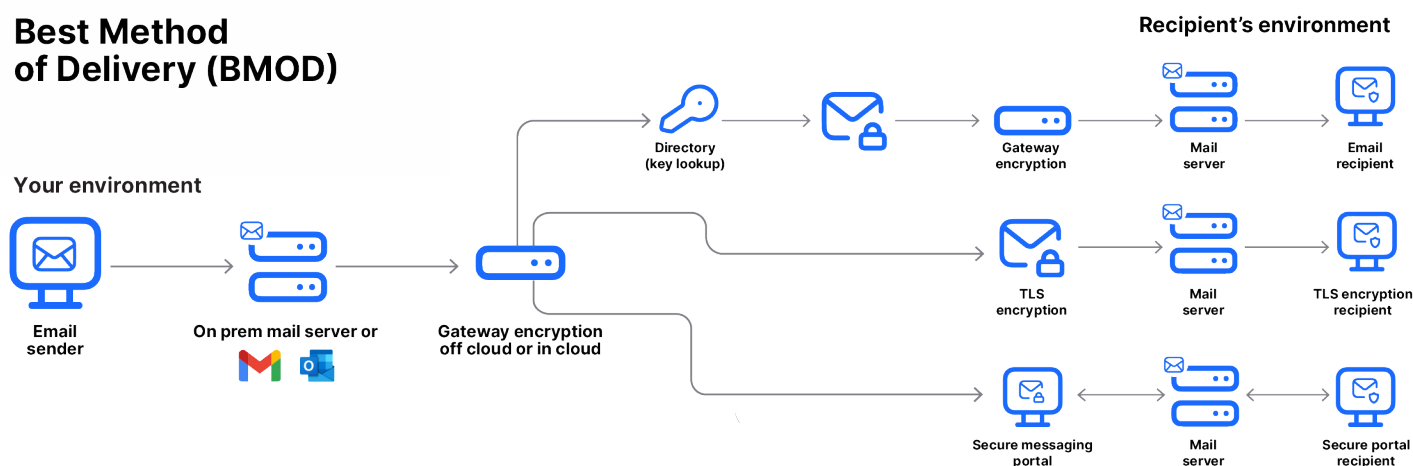 Best Method
of Delivery (BMOD)
Recipient's environment
Directory
(key lookup)
Gateway
encryption
Mail
server
Email
recipient
Your environment
Email
sender
On prem mail server or
Gateway encryption
off cloud or in cloud
TLS
encryption
Mail
server
TLS encryption
recipient
Secure messaging
portal
Mail
server
Secure portal
recipient